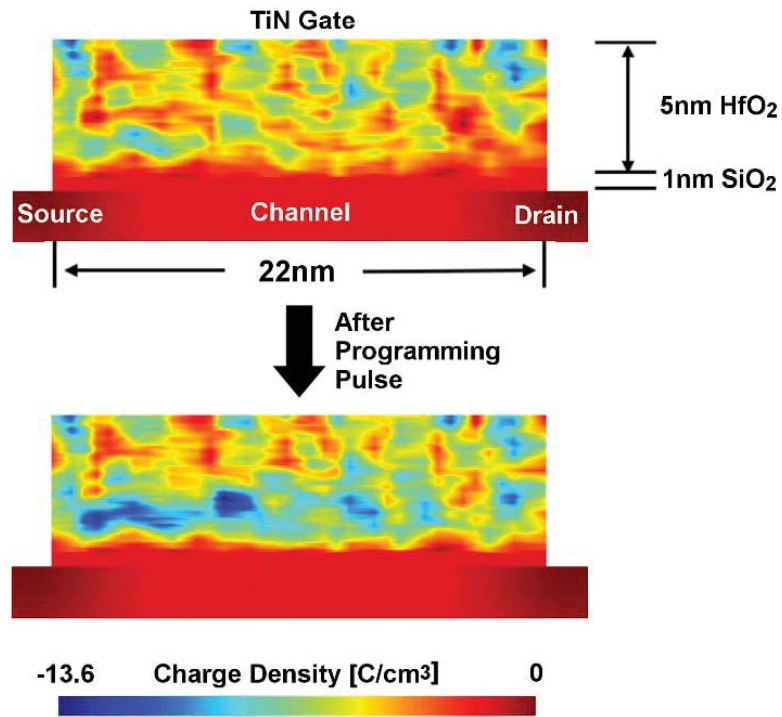 TiN Gate
5nm HfO₂
1nm SiO₂
Source Channel Drain
22nm
After
Programming
Pulse
-13.6 Charge Density [C/cm³] 0